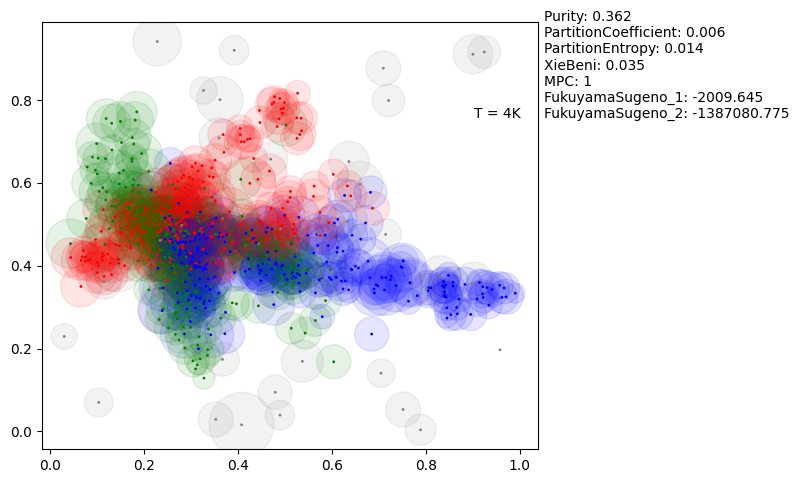 Purity: 0.362
PartitionCoefficient: 0.006
PartitionEntropy: 0.014
XieBeni: 0.035
MPC: 1
FukuyamaSugeno_1: -2009.645
FukuyamaSugeno_2: -1387080.775
T = 4K
0.8
0.6
0.4
0.2
0.0
0.0 0.2 0.4 0.6 0.8 1.0